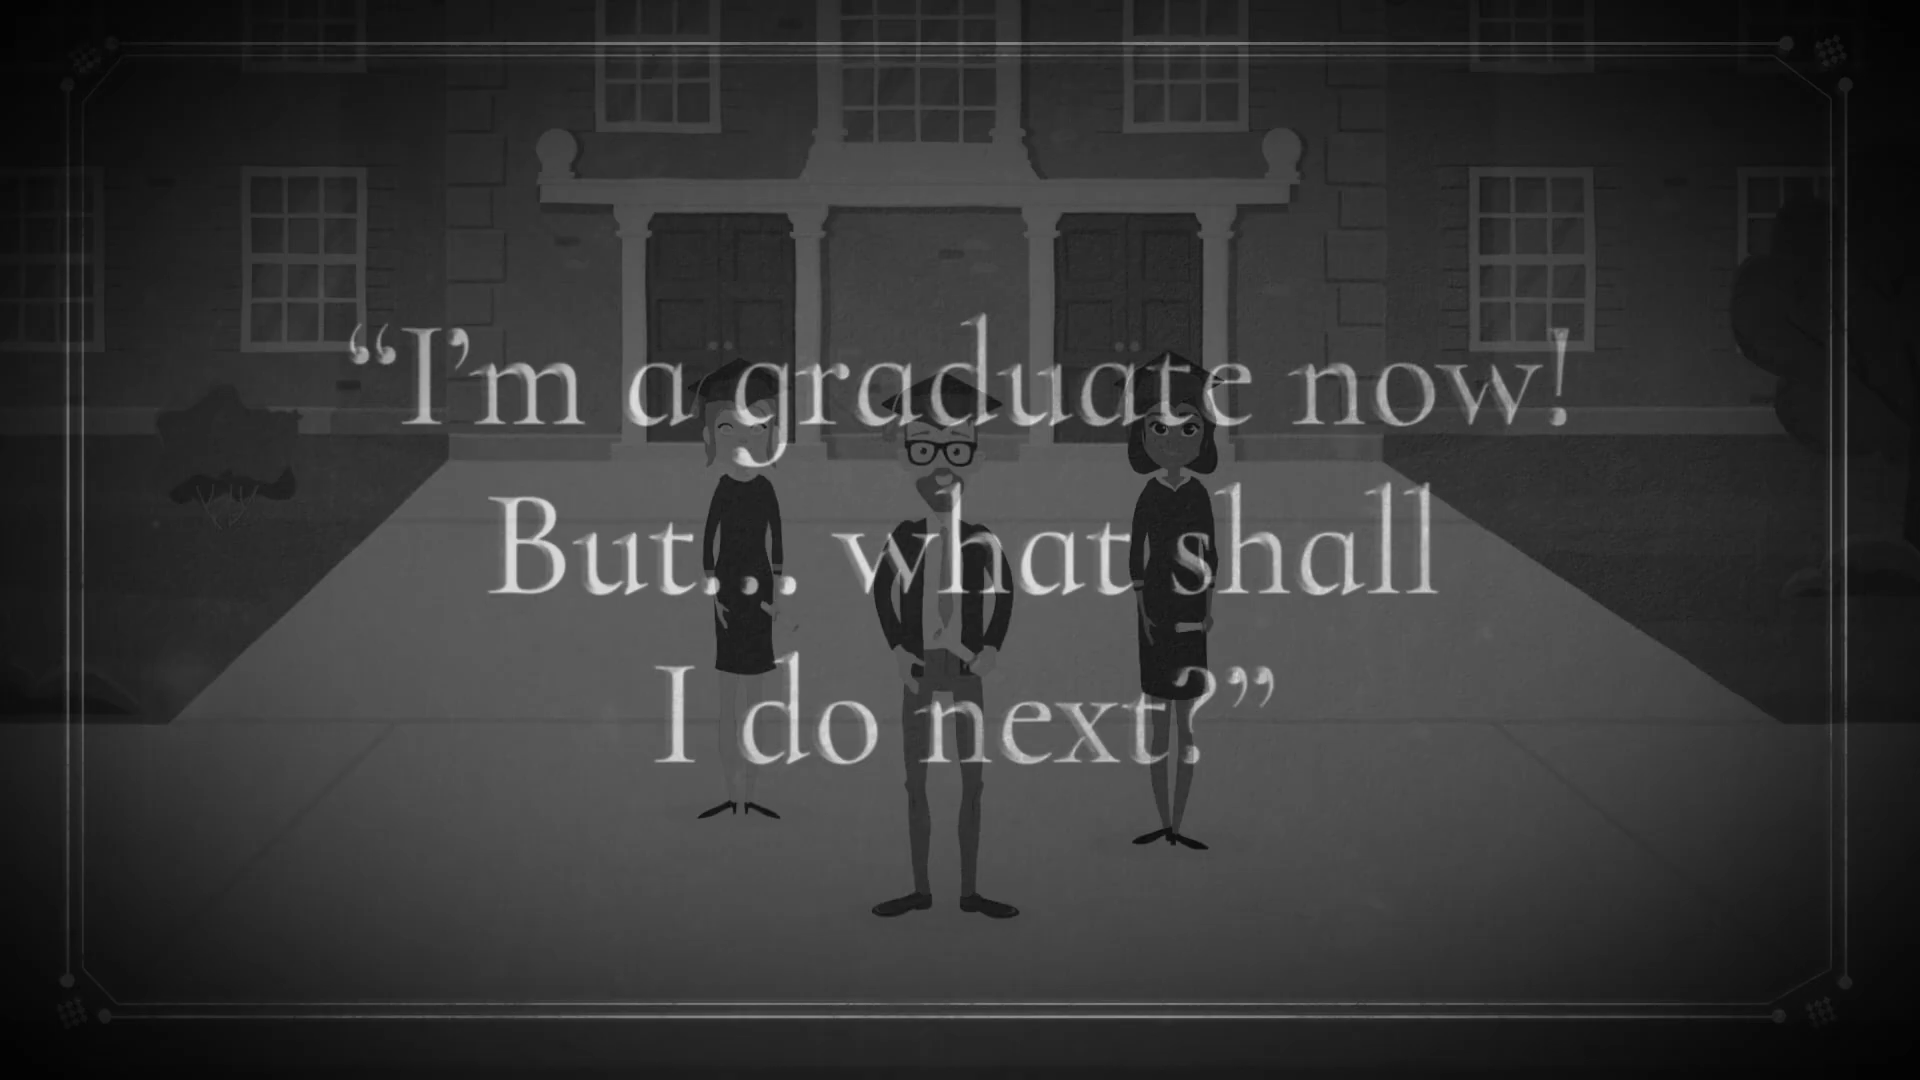 “I’m a graduate now!
But... what shall
I do next?”